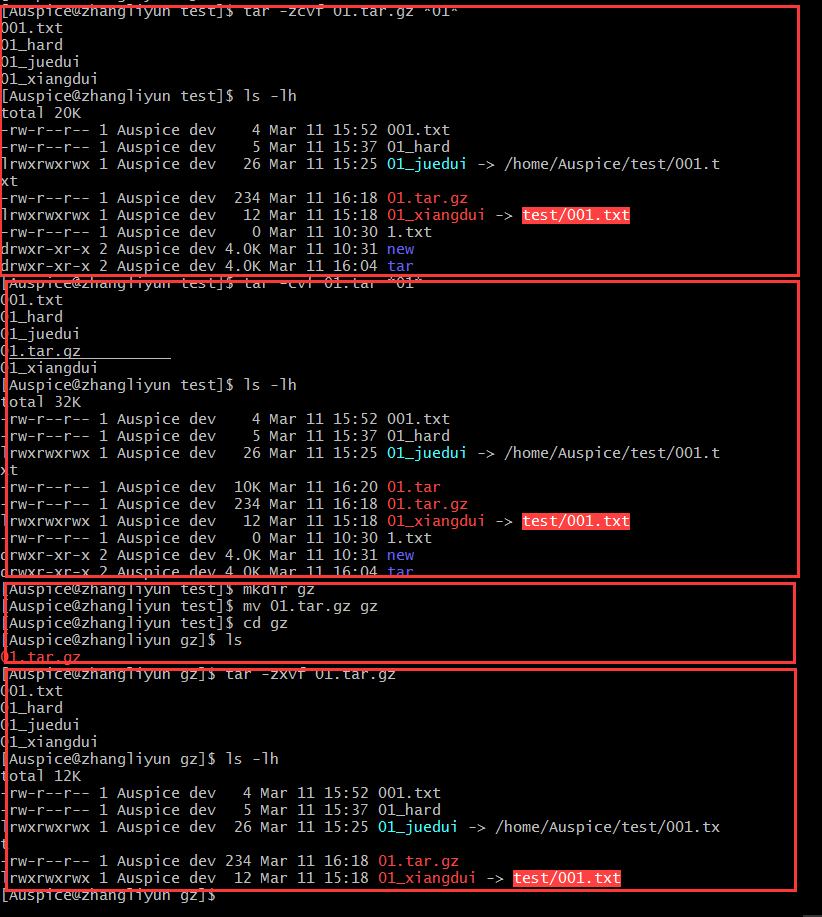 [Auspice@zhangliyun test]$ tar -zcvf 01.tar.gz *01*
001.txt
01_hard
01_juedui
01_xiangdui
[Auspice@zhangliyun test]$ ls -lh
total 20K
-rw-r--r-- 1 Auspice dev    4 Mar 11 15:52 001.txt
-rw-r--r-- 1 Auspice dev    5 Mar 11 15:37 01_hard
lrwxrwxrwx 1 Auspice dev   26 Mar 11 15:25 01_juedui -> /home/Auspice/test/001.t
xt
-rw-r--r-- 1 Auspice dev  234 Mar 11 16:18 01.tar.gz
lrwxrwxrwx 1 Auspice dev   12 Mar 11 15:18 01_xiangdui -> test/001.txt
-rw-r--r-- 1 Auspice dev    0 Mar 11 10:30 1.txt
drwxr-xr-x 2 Auspice dev 4.0K Mar 11 10:31 new
drwxr-xr-x 2 Auspice dev 4.0K Mar 11 16:04 tar
[Auspice@zhangliyun test]$ tar -cvf 01.tar *01*
001.txt
01_hard
01_juedui
01.tar.gz
01_xiangdui
[Auspice@zhangliyun test]$ ls -lh
total 32K
-rw-r--r-- 1 Auspice dev    4 Mar 11 15:52 001.txt
-rw-r--r-- 1 Auspice dev    5 Mar 11 15:37 01_hard
lrwxrwxrwx 1 Auspice dev   26 Mar 11 15:25 01_juedui -> /home/Auspice/test/001.t
xt
-rw-r--r-- 1 Auspice dev  10K Mar 11 16:20 01.tar
-rw-r--r-- 1 Auspice dev  234 Mar 11 16:18 01.tar.gz
lrwxrwxrwx 1 Auspice dev   12 Mar 11 15:18 01_xiangdui -> test/001.txt
-rw-r--r-- 1 Auspice dev    0 Mar 11 10:30 1.txt
drwxr-xr-x 2 Auspice dev 4.0K Mar 11 10:31 new
drwxr-xr-x 2 Auspice dev 4.0K Mar 11 16:04 tar
[Auspice@zhangliyun test]$ mkdir gz
[Auspice@zhangliyun test]$ mv 01.tar.gz gz
[Auspice@zhangliyun test]$ cd gz
[Auspice@zhangliyun gz]$ ls
01.tar.gz
[Auspice@zhangliyun gz]$ tar -zxvf 01.tar.gz
001.txt
01_hard
01_juedui
01_xiangdui
[Auspice@zhangliyun gz]$ ls -lh
total 12K
-rw-r--r-- 1 Auspice dev   4 Mar 11 15:52 001.txt
-rw-r--r-- 1 Auspice dev   5 Mar 11 15:37 01_hard
lrwxrwxrwx 1 Auspice dev  26 Mar 11 15:25 01_juedui -> /home/Auspice/test/001.tx
t
-rw-r--r-- 1 Auspice dev 234 Mar 11 16:18 01.tar.gz
lrwxrwxrwx 1 Auspice dev  12 Mar 11 15:18 01_xiangdui -> test/001.txt
[Auspice@zhangliyun gz]$